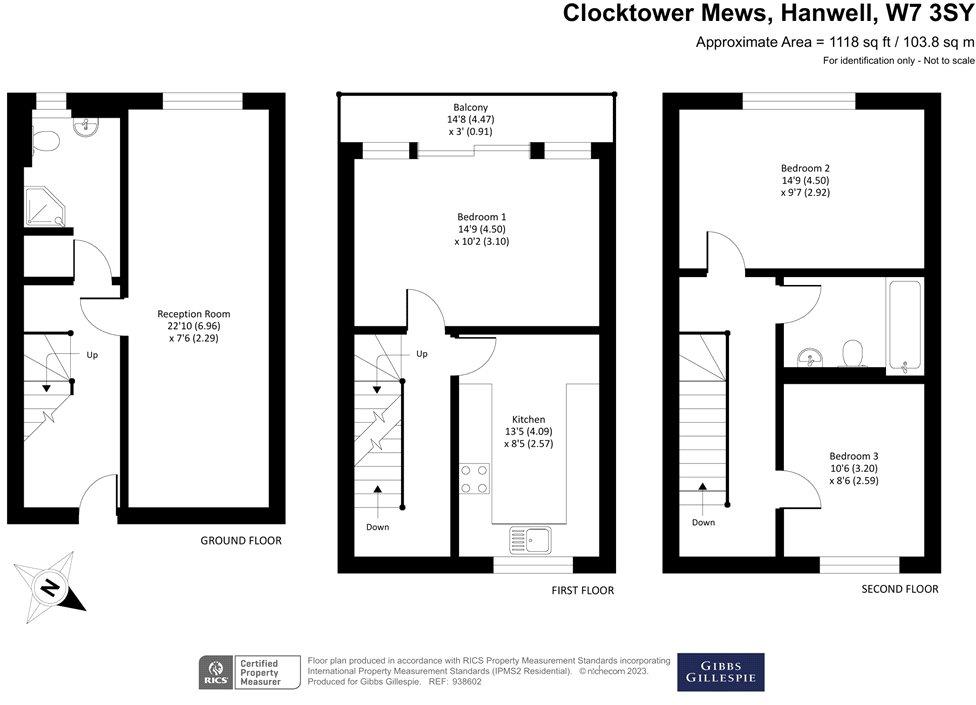 Clocktower Mews, Hanwell, W7 3SY
Approximate Area = 1118 sq ft / 103.8 sq m
For identification only - Not to scale
Balcony
14'8 (4.47)
x 3' (0.91)
Bedroom 1
14'9 (4.50)
x 10'2 (3.10)
Bedroom 2
14'9 (4.50)
x 9'7 (2.92)
Reception Room
22'10 (6.96)
x 7'6 (2.29)
Up
Up
Kitchen
13'5 (4.09)
x 8'5 (2.57)
Bedroom 3
10'6 (3.20)
x 8'6 (2.59)
Down
Down
GROUND FLOOR
FIRST FLOOR
SECOND FLOOR
N
RICS
Certified
Property
Measurer
Floor plan produced in accordance with RICS Property Measurement Standards incorporating
International Property Measurement Standards (IPMS2 Residential). © nichecom 2023.
Produced for Gibbs Gillespie. REF: 938602
GIBBS
GILLESPIE